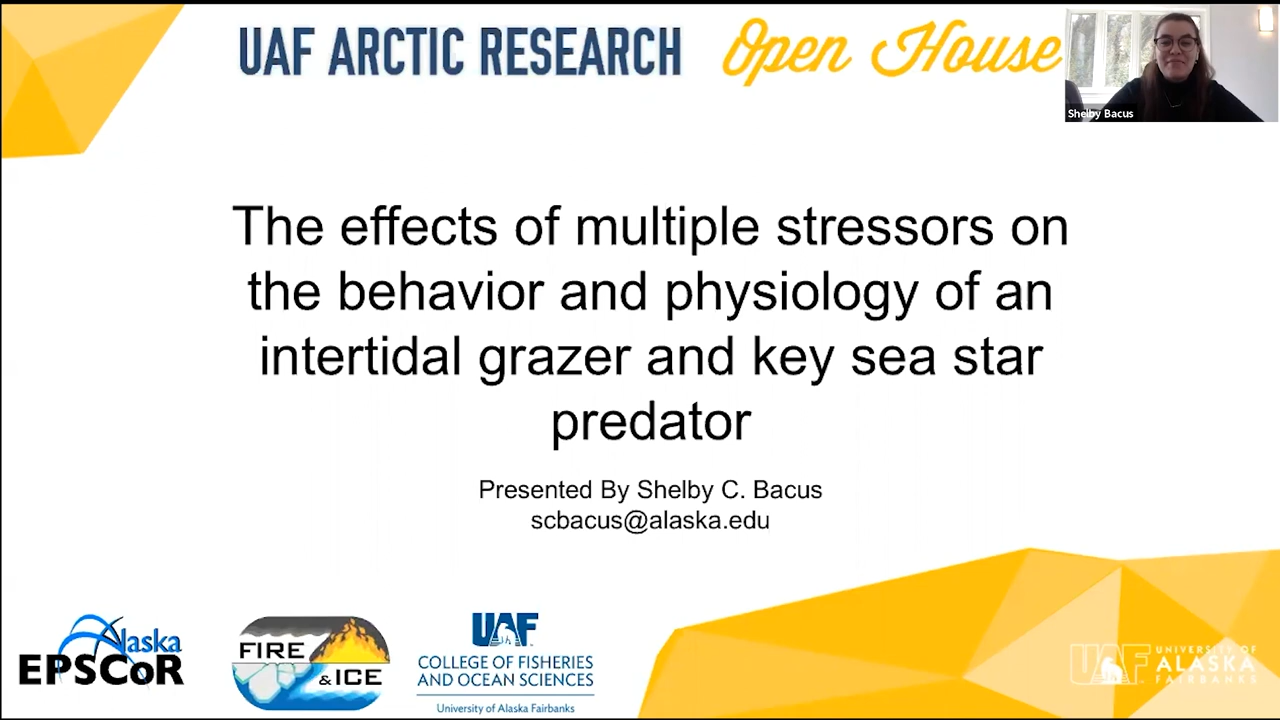 UAF ARCTIC RESEARCH Open House
Shelby Bacus
The effects of multiple stressors on
the behavior and physiology of an
intertidal grazer and key sea star
predator
Presented By Shelby C. Bacus
scbacus@alaska.edu
Alaska
EPSCoR
FIRE
& ICE
UAF
COLLEGE OF FISHERIES
AND OCEAN SCIENCES
University of Alaska Fairbanks
UAF UNIVERSITY OF
ALASKA
FAIRBANKS